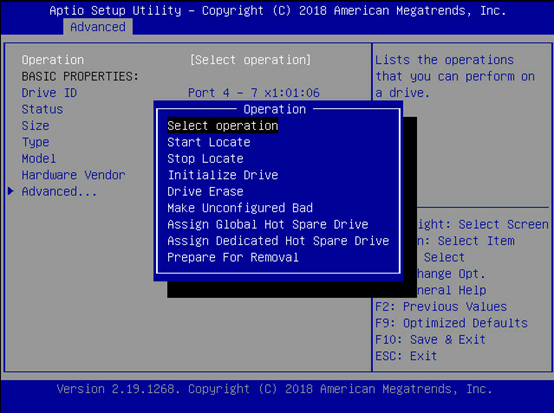 Aptio Setup Utility – Copyright (C) 2018 American Megatrends, Inc.
Advanced
Operation [Select operation]
BASIC PROPERTIES:
Drive ID Port 4 - 7 x1:01:06
Status
Size
Type
Model
Hardware Vendor
Advanced...
Operation
Select operation
Start Locate
Stop Locate
Initialize Drive
Drive Erase
Make Unconfigured Bad
Assign Global Hot Spare Drive
Assign Dedicated Hot Spare Drive
Prepare For Removal
Lists the operations
that you can perform on
a drive.
ight: Select Screen
n: Select Item
Select
hange Opt.
neral Help
F2: Previous Values
F9: Optimized Defaults
F10: Save & Exit
ESC: Exit
Version 2.19.1268. Copyright (C) 2018 American Megatrends, Inc.